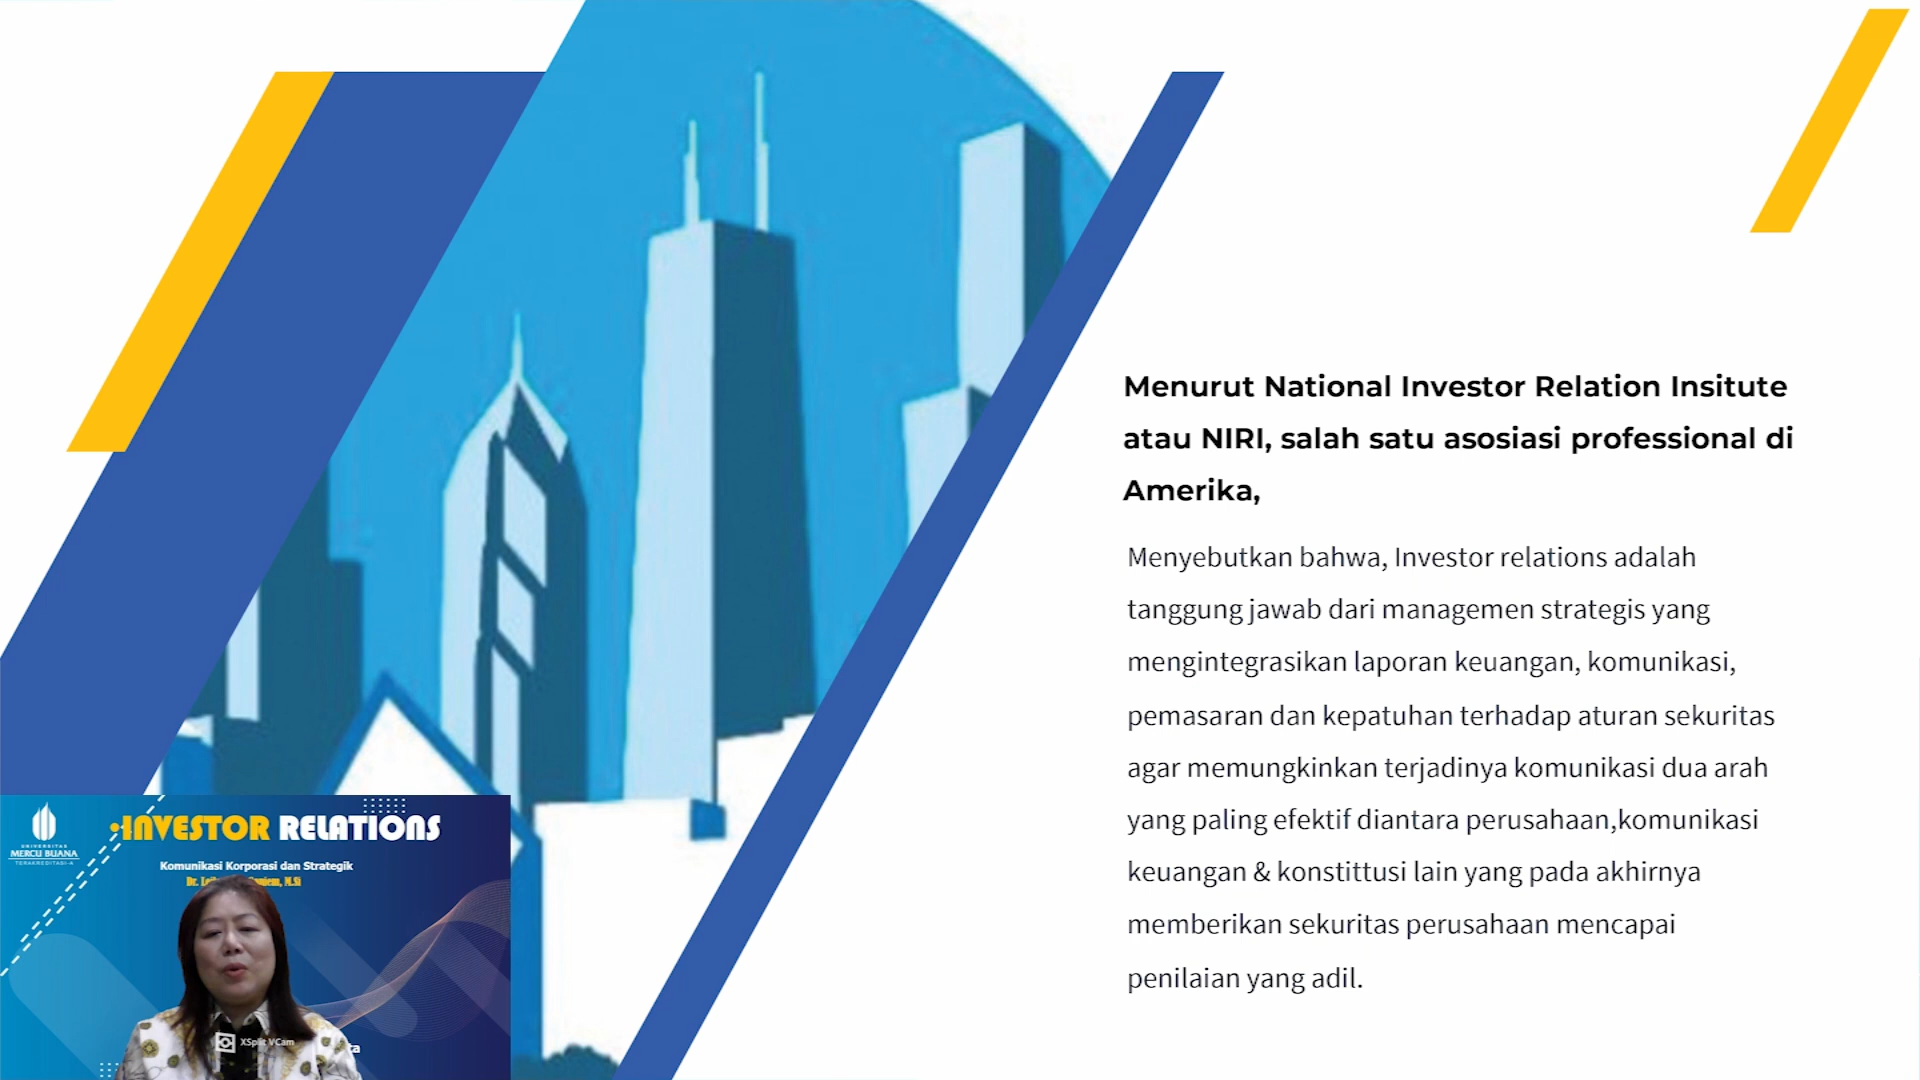 Menurut National Investor Relation Insitute
atau NIRI, salah satu asosiasi professional di
Amerika,
Menyebutkan bahwa, Investor relations adalah
tanggung jawab dari managemen strategis yang
mengintegrasikan laporan keuangan, komunikasi,
pemasaran dan kepatuhan terhadap aturan sekuritas
agar memungkinkan terjadinya komunikasi dua arah
yang paling efektif diantara perusahaan,komunikasi
keuangan & konstittusi lain yang pada akhirnya
memberikan sekuritas perusahaan mencapai
penilaian yang adil.
UNIVERSITAS
MERCU BUANA
TERAKREDITASI-A
INVESTOR RELATIONS
Komunikasi Korporasi dan Strategik
Dr. M.Si
XSplit VCam